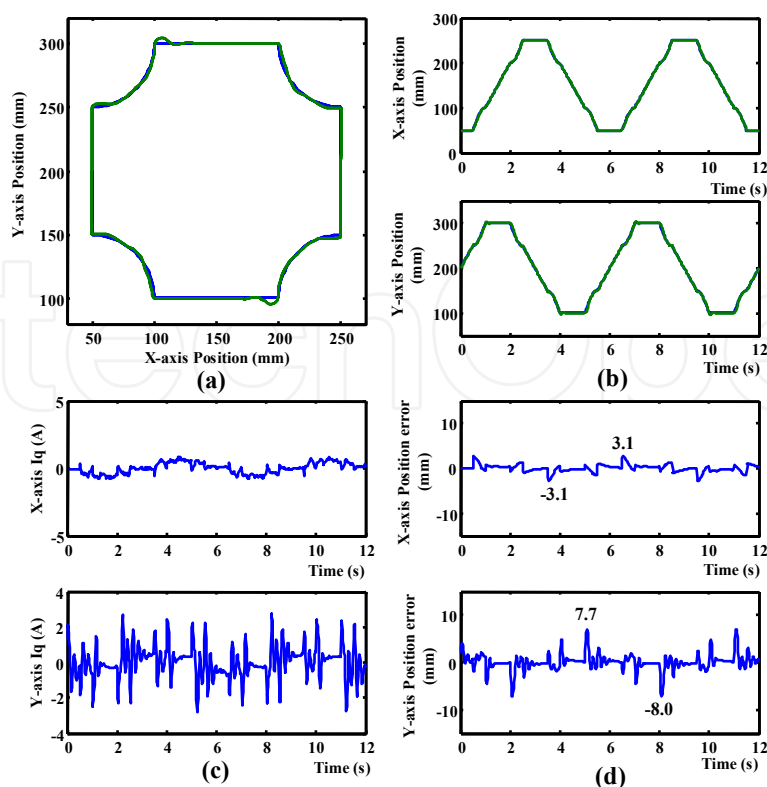 300
250
200
150
100
Y-axis Position (mm)
50 100 150 200 250
X-axis Position (mm)
(a)
300
200
100
0
X-axis Position
(mm)
0 2 4 6 8 10 12
Time (s)
300
200
100
Y-axis Position
(mm)
0 2 4 6 8 10 12
Time (s)
(b)
5
0
-5
X-axis Iq (A)
0 2 4 6 8 10 12
Time (s)
4
2
0
-2
-4
Y-axis Iq (A)
0 2 4 6 8 10 12
Time (s)
(c)
10
0
-10
X-axis Position error
(mm)
3.1
-3.1
0 2 4 6 8 10 12
Time (s)
10
0
-10
Y-axis Position error
(mm)
7.7
-8.0
0 2 4 6 8 10 12
Time (s)
(d)